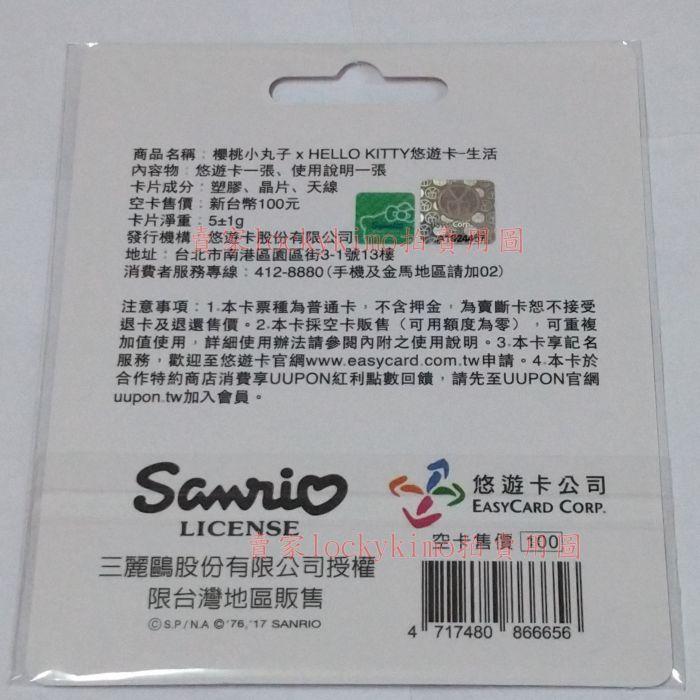 商品名稱：櫻桃小丸子 x HELLO KITTY悠遊卡-生活
內容物：悠遊卡一張、使用說明一張
卡片成分：塑膠、晶片、天線
空卡售價：新台幣100元
卡片淨重：5±1g
發行機構：悠遊卡股份有限公司
賣家lockykimo拍賣用圖
地址：台北市南港區園區街3-1號13樓
消費者服務專線：412-8880(手機及金馬地區請加02)
注意事項：1.本卡票種為普通卡，不含押金，為賣斷卡恕不接受
退卡及退還售價。2.本卡採空卡販售（可用額度為零），可重複
加值使用，詳細使用辦法請參閱內附之使用說明。3.本卡享記名
服務，歡迎至悠遊卡官網www.easycard.com.tw申請。4.本卡於
合作特約商店消費享UUPON紅利點數回饋，請先至UUPON官網
uupon.tw加入會員。
Sanrio
LICENSE
悠遊卡公司
EASYCARD CORP.
空卡售價 100
賣家lockykimo拍賣用圖
三麗鷗股份有限公司授權
限台灣地區販售
©S.P/N.A ©'76,'17 SANRIO
4 717480 866656